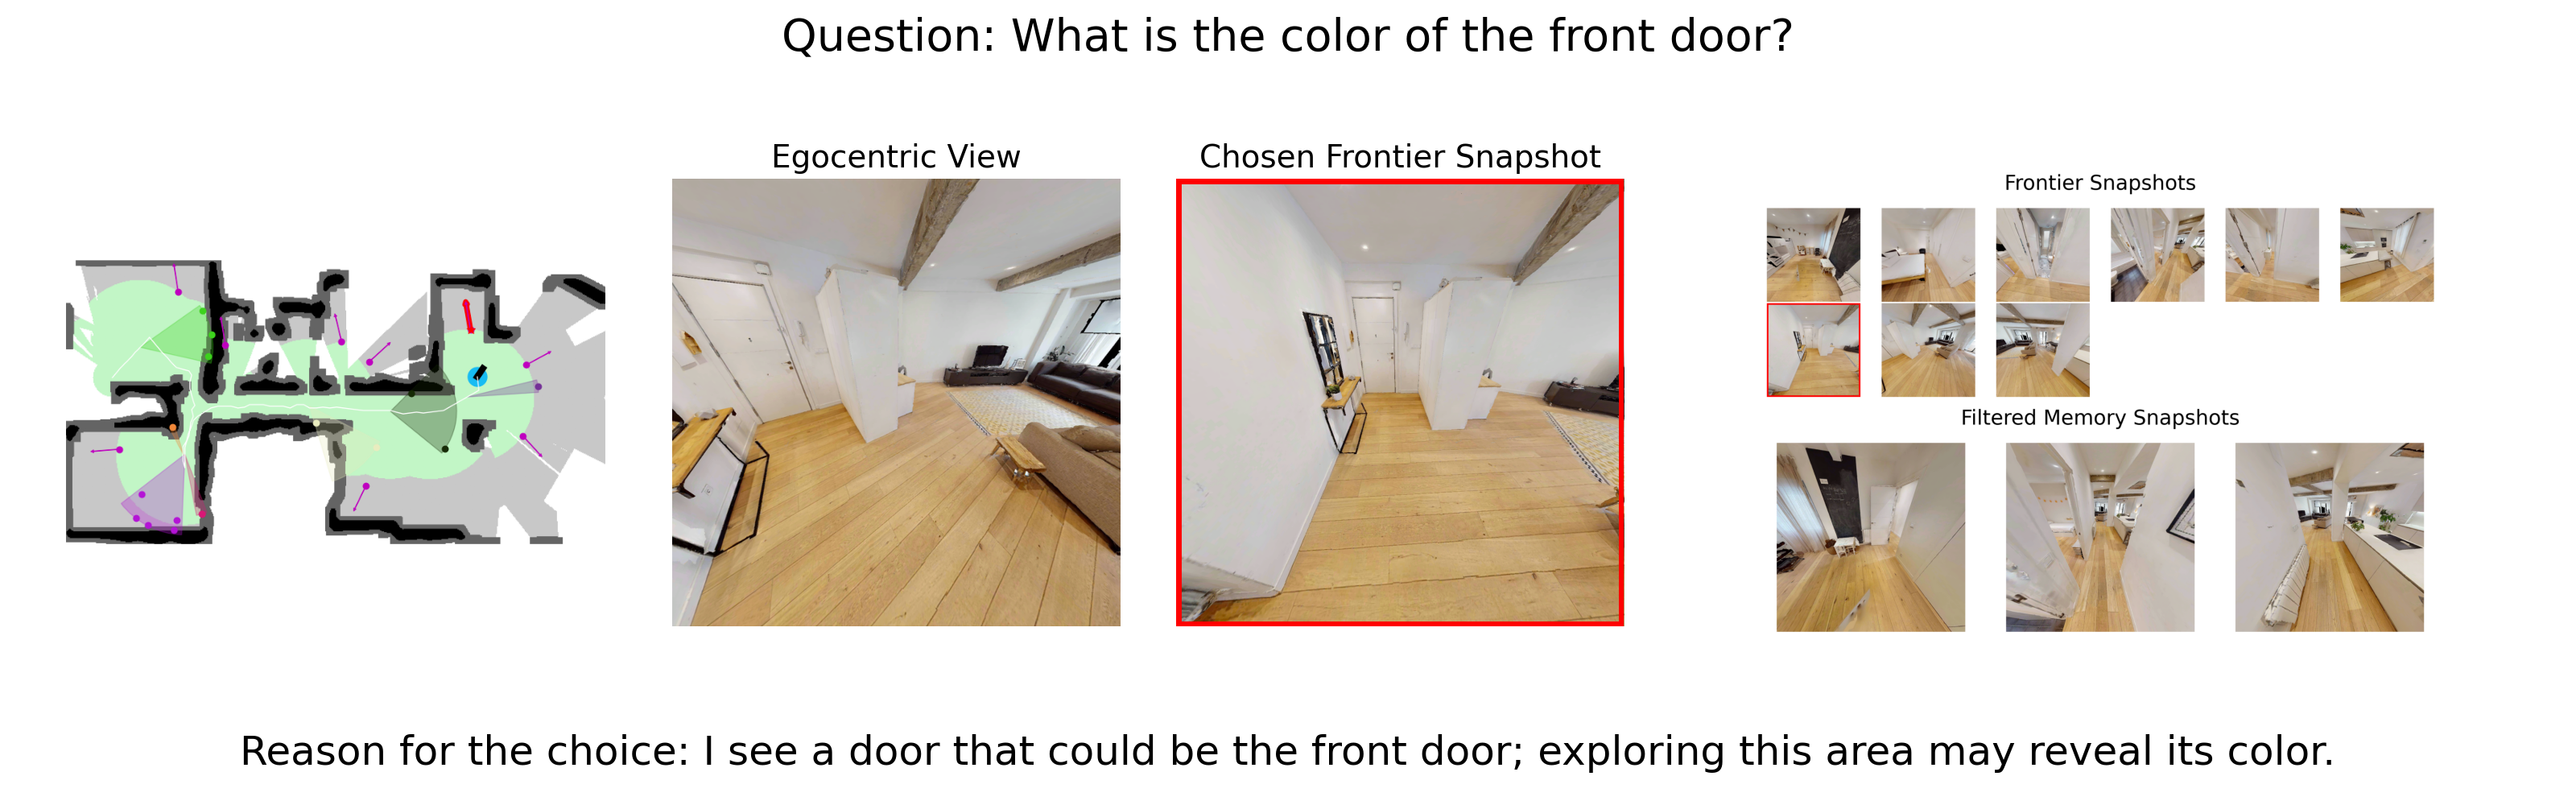 Question: What is the color of the front door?
Egocentric View
Chosen Frontier Snapshot
Frontier Snapshots
Filtered Memory Snapshots
Reason for the choice: I see a door that could be the front door; exploring this area may reveal its color.